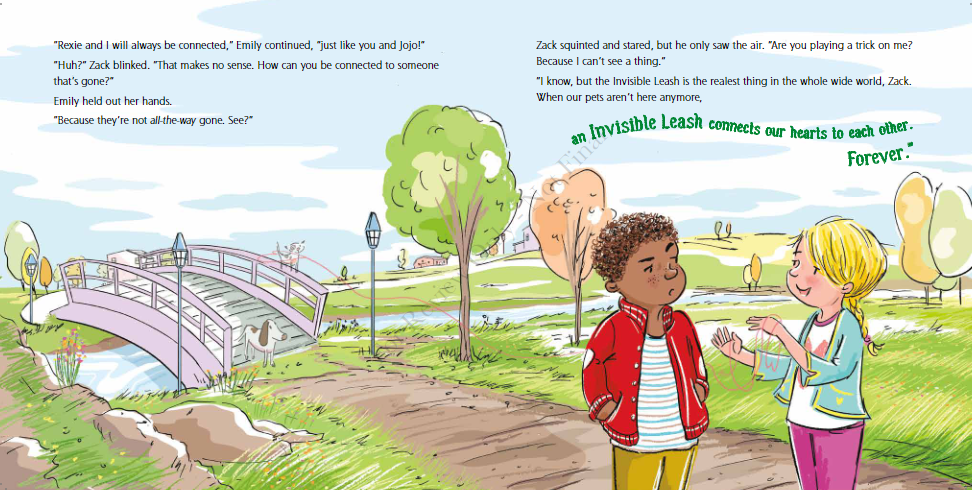 "Rexie and I will always be connected," Emily continued, "just like you and Jojo!"
"Huh?" Zack blinked. "That makes no sense. How can you be connected to someone
that's gone?"
Emily held out her hands.
"Because they're not all-the-way gone. See?"
Zack squinted and stared, but he only saw the air. "Are you playing a trick on me?
Because I can't see a thing."
"I know, but the Invisible Leash is the realest thing in the whole wide world, Zack.
When our pets aren't here anymore,
an Invisible Leash connects our hearts to each other.
Forever."